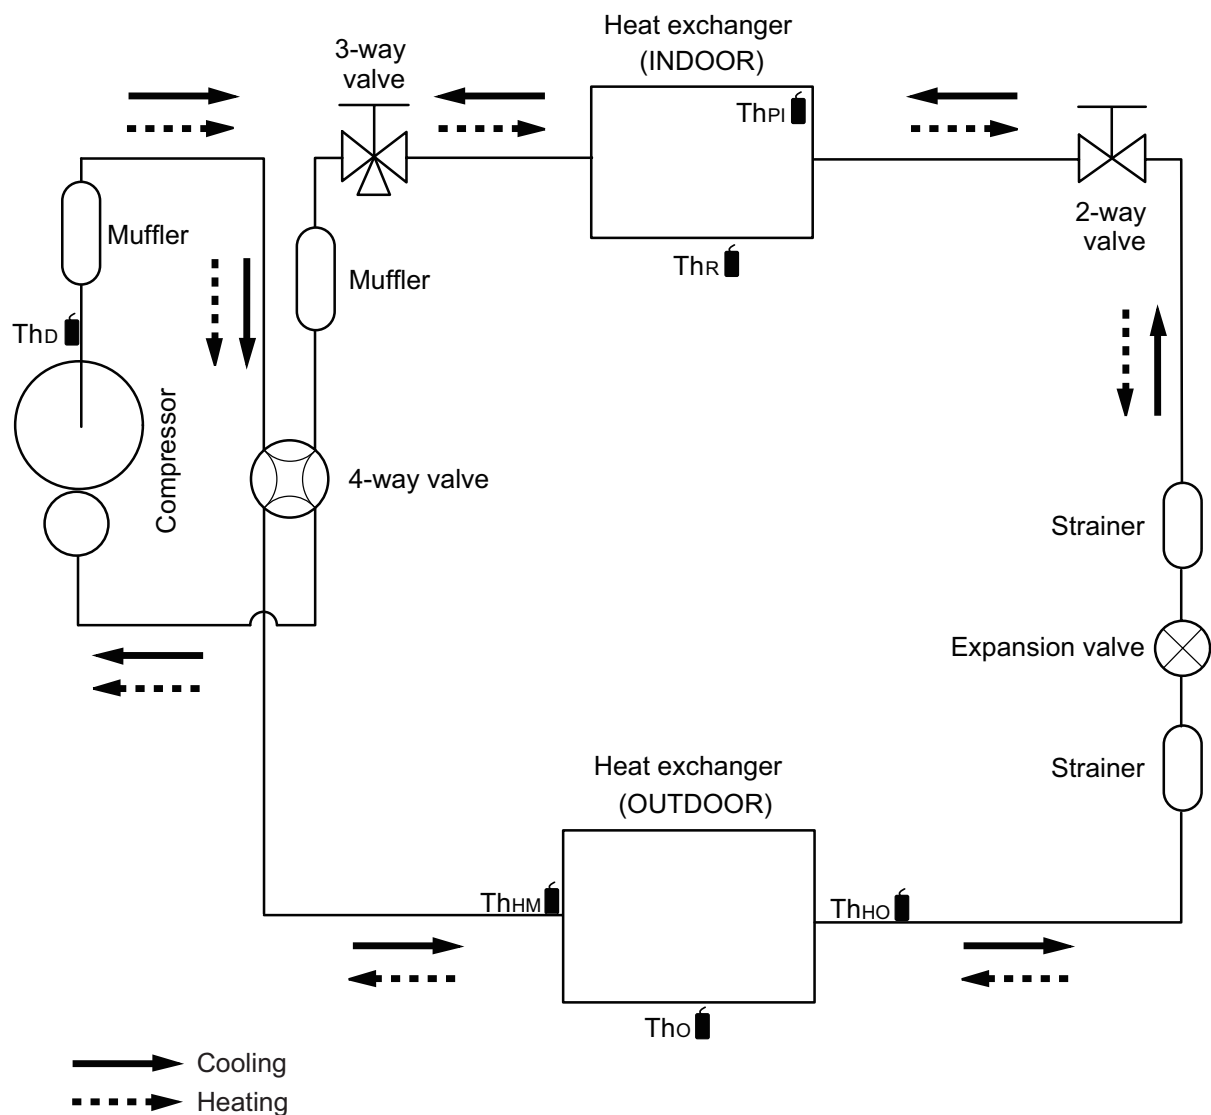 Heat exchanger
(INDOOR)
3-way
valve
ThPI
Muffler
2-way
valve
ThR
Muffler
ThD
Compressor
4-way valve
Strainer
Expansion valve
Strainer
Heat exchanger
(OUTDOOR)
ThHM
ThHO
ThO
Cooling
Heating